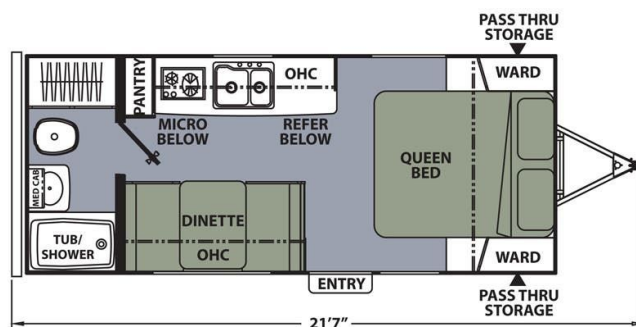 PASS THRU
STORAGE
PANTRY
OHC
WARD
MICRO
BELOW
REFER
BELOW
QUEEN
BED
MED CAB
DINETTE
TUB/
SHOWER
OHC
WARD
ENTRY
PASS THRU
STORAGE
21'7"